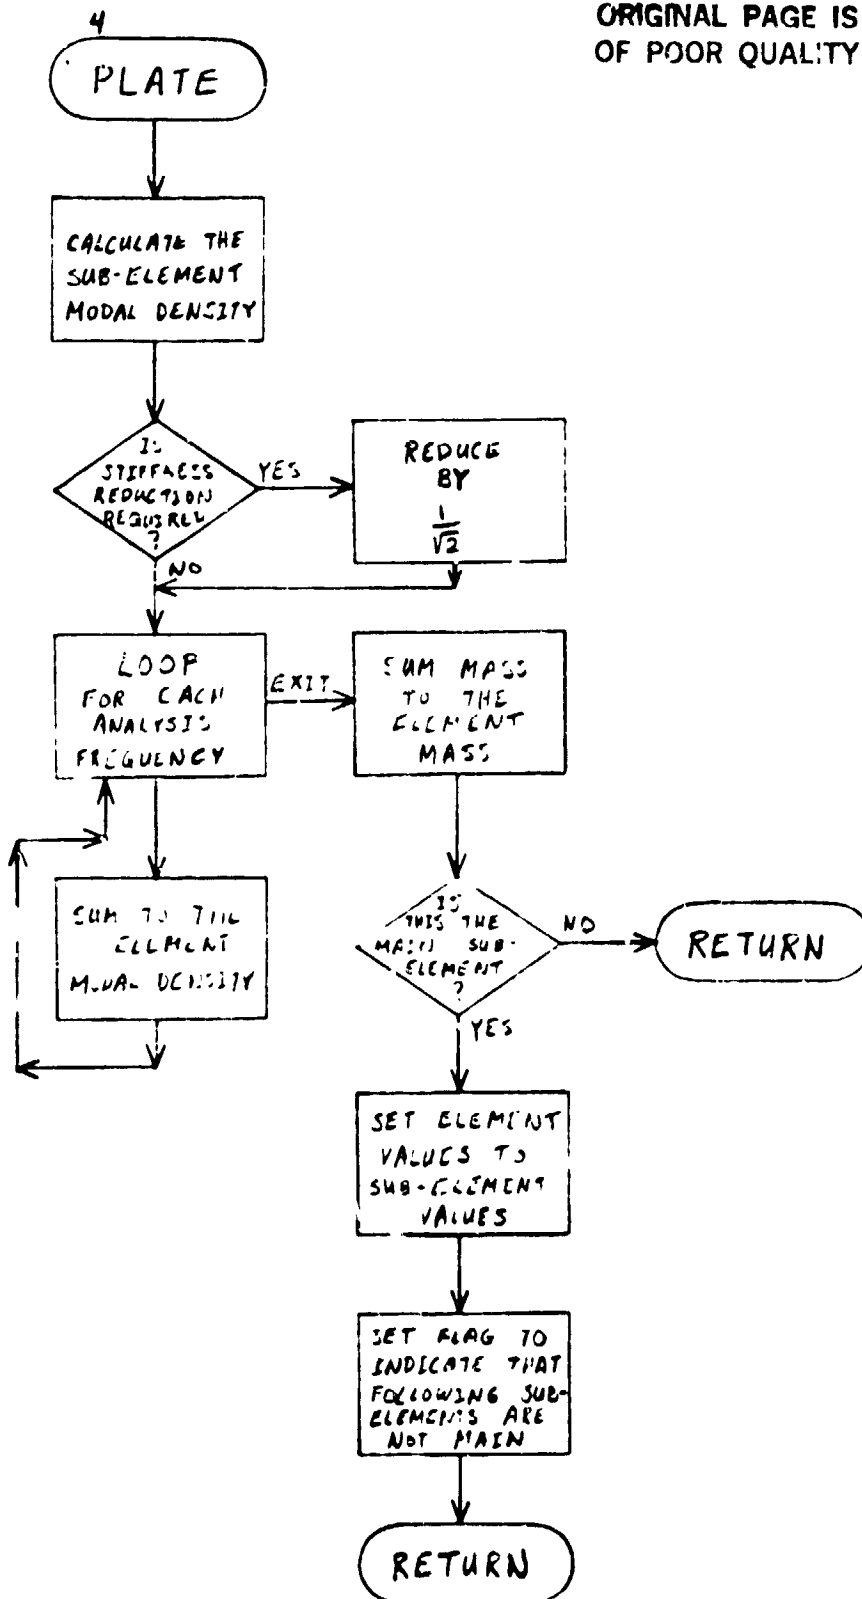 4
ORIGINAL PAGE IS
OF POOR QUALITY
PLATE
CALCULATE THE
SUB-ELEMENT
MODAL DENSITY
IS
STIFFNESS
REDUCTION
REQUIRED
?
YES
REDUCE
BY
1
√2
NO
LOOP
FOR EACH
ANALYSIS
FREQUENCY
EXIT
SUM MASS
TO THE
ELEMENT
MASS
SUM TO THE
ELEMENT
MODAL DENSITY
IS
THIS THE
MAIN SUB-
ELEMENT
?
NO
RETURN
YES
SET ELEMENT
VALUES TO
SUB-ELEMENT
VALUES
SET FLAG TO
INDICATE THAT
FOLLOWING SUB-
ELEMENTS ARE
NOT MAIN
RETURN